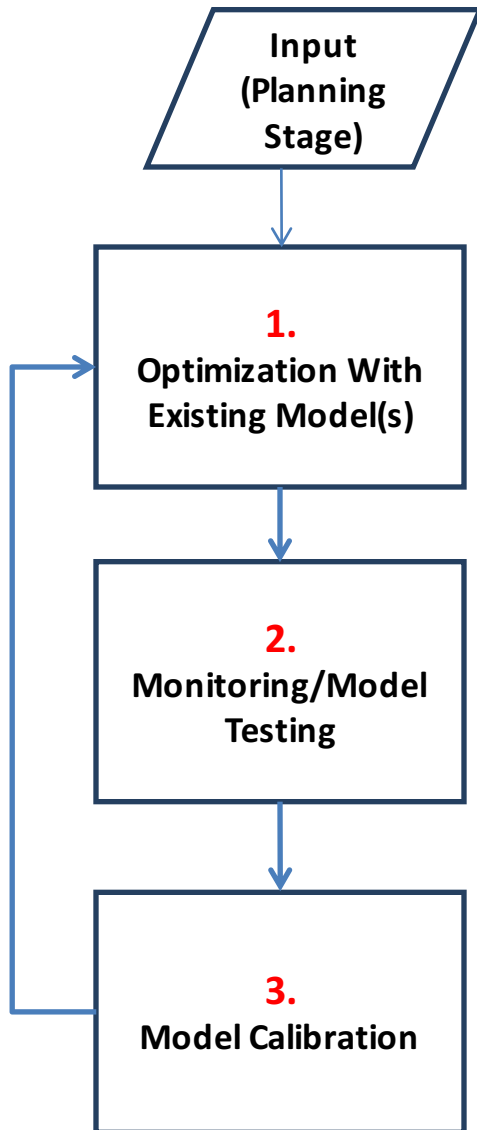 Input
(Planning
Stage)
1.
Optimization With
Existing Model(s)
2.
Monitoring/Model
Testing
3.
Model Calibration